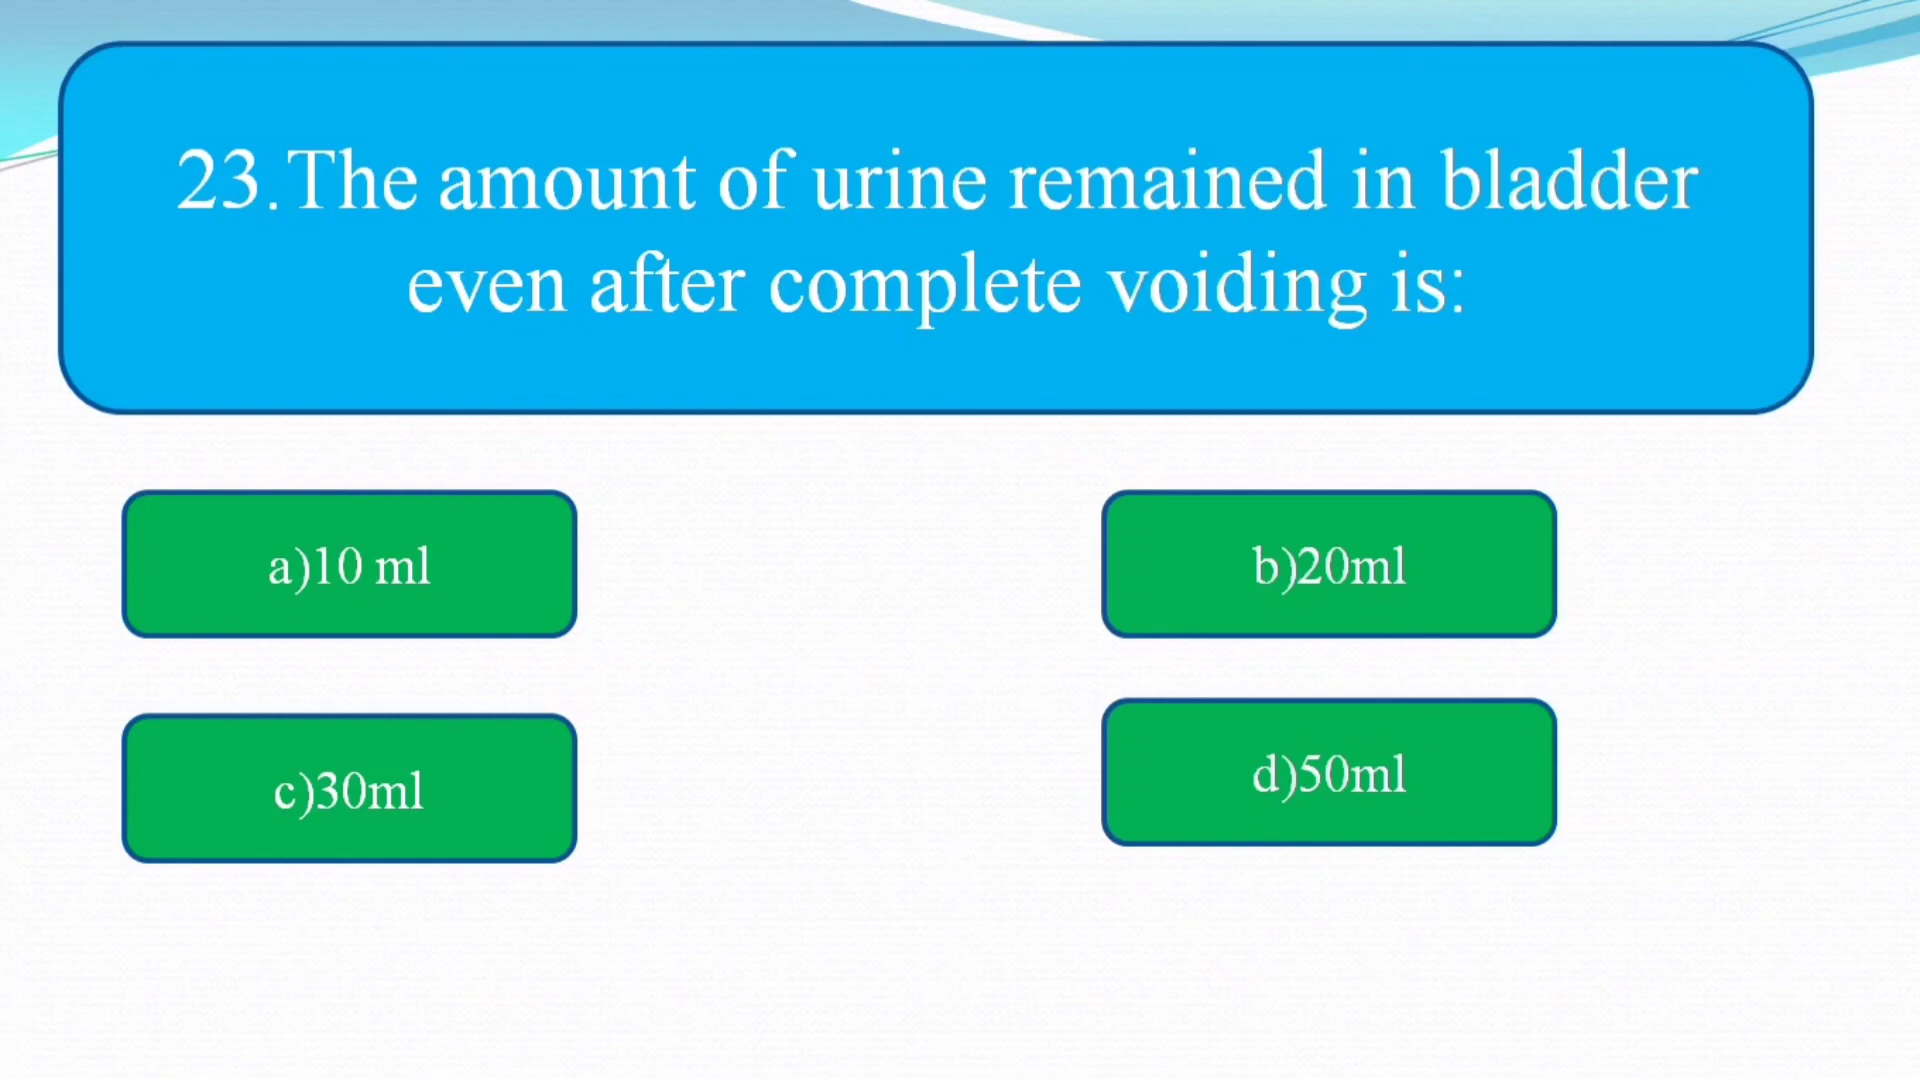 23.The amount of urine remained in bladder
even after complete voiding is:
a)10 ml
b)20ml
c)30ml
d)50ml